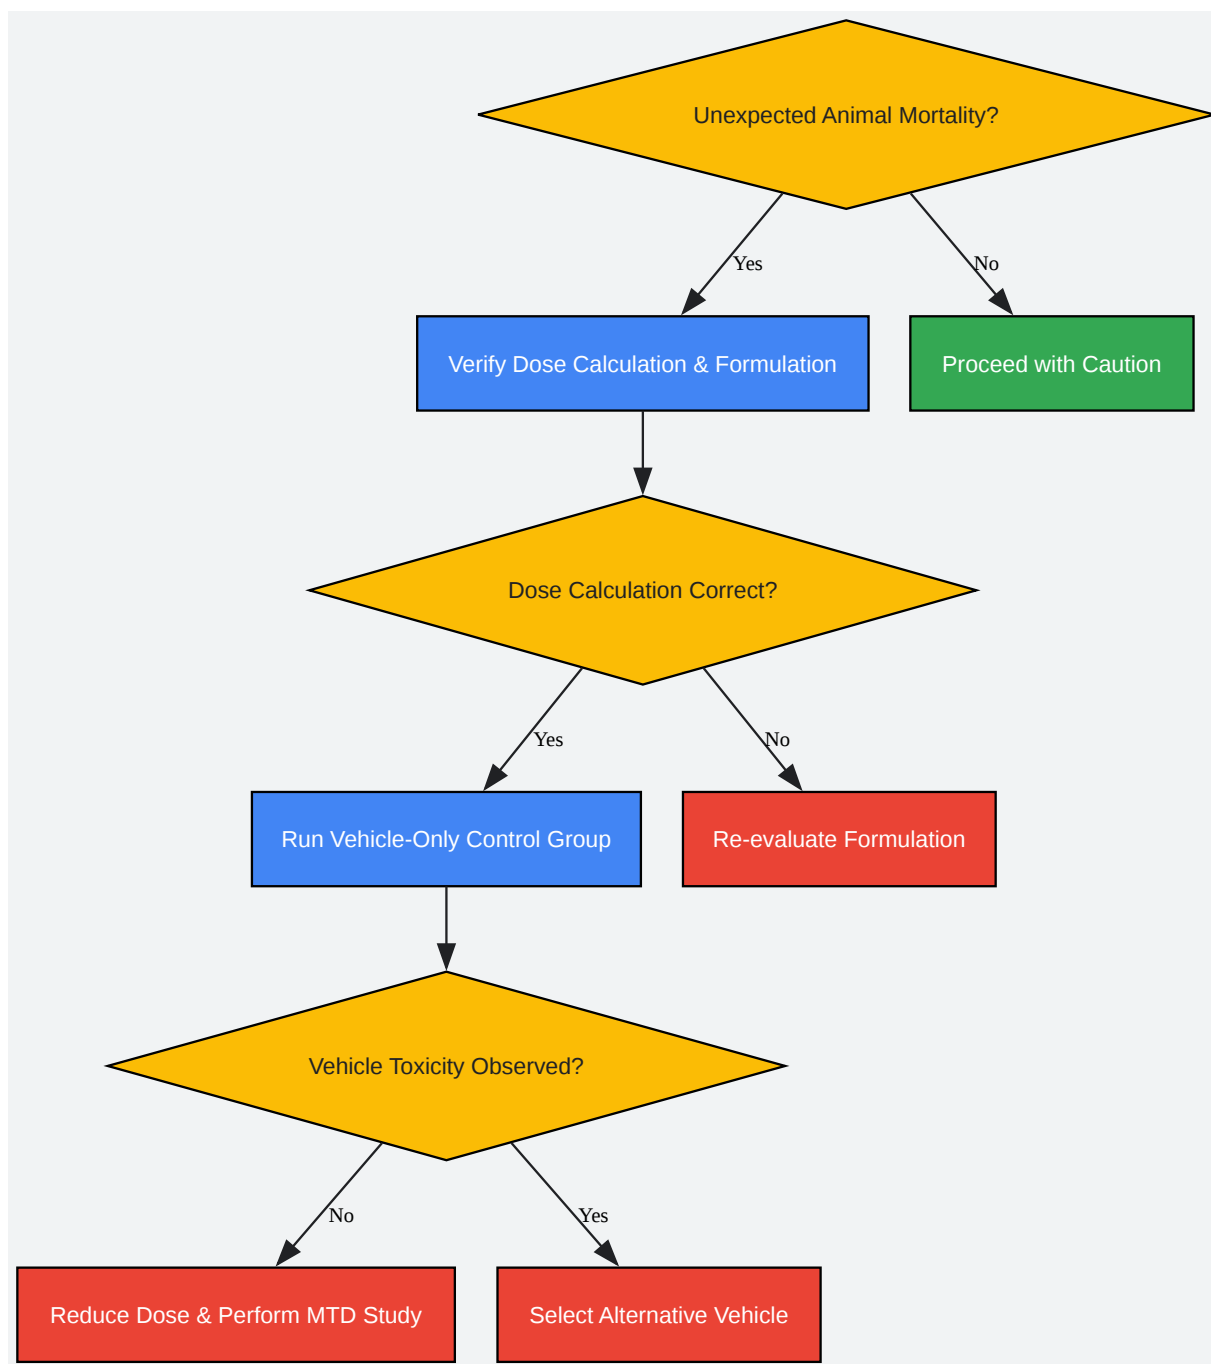 Unexpected Animal Mortality?
Yes
No
Verify Dose Calculation & Formulation
Proceed with Caution
Dose Calculation Correct?
Yes
No
Run Vehicle-Only Control Group
Re-evaluate Formulation
Vehicle Toxicity Observed?
No
Yes
Reduce Dose & Perform MTD Study
Select Alternative Vehicle